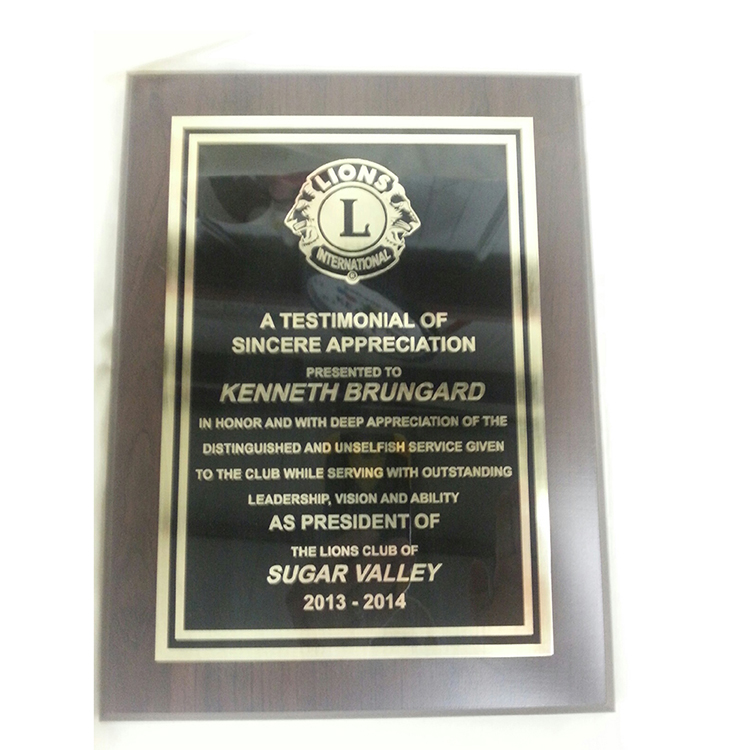 LIONS
L
INTERNATIONAL
®
A TESTIMONIAL OF
SINCERE APPRECIATION
PRESENTED TO
KENNETH BRUNGARD
IN HONOR AND WITH DEEP APPRECIATION OF THE
DISTINGUISHED AND UNSELFISH SERVICE GIVEN
TO THE CLUB WHILE SERVING WITH OUTSTANDING
LEADERSHIP, VISION AND ABILITY
AS PRESIDENT OF
THE LIONS CLUB OF
SUGAR VALLEY
2013 - 2014